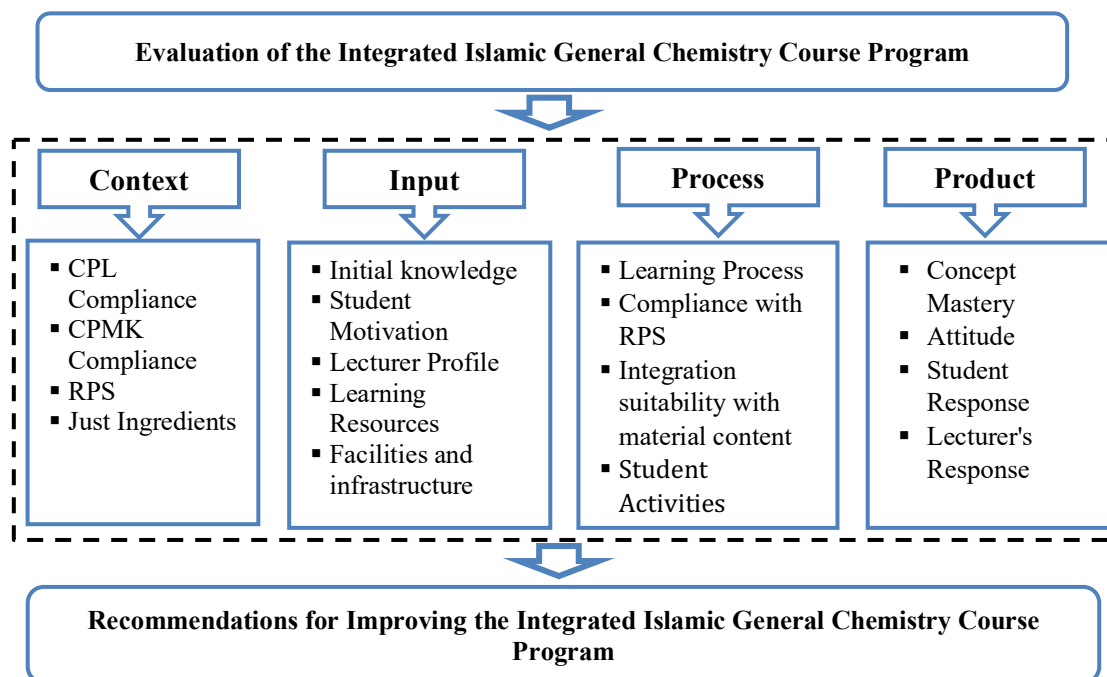 Evaluation of the Integrated Islamic General Chemistry Course Program
Context
Input
Process
Product
▪ CPL
Compliance
▪ CPMK
Compliance
▪ RPS
▪ Just Ingredients
▪ Initial knowledge
▪ Student
Motivation
▪ Lecturer Profile
▪ Learning
Resources
▪ Facilities and
infrastructure
▪ Learning Process
▪ Compliance with
RPS
▪ Integration
suitability with
material content
▪ Student
Activities
▪ Concept
Mastery
▪ Attitude
▪ Student
Response
▪ Lecturer's
Response
Recommendations for Improving the Integrated Islamic General Chemistry Course
Program